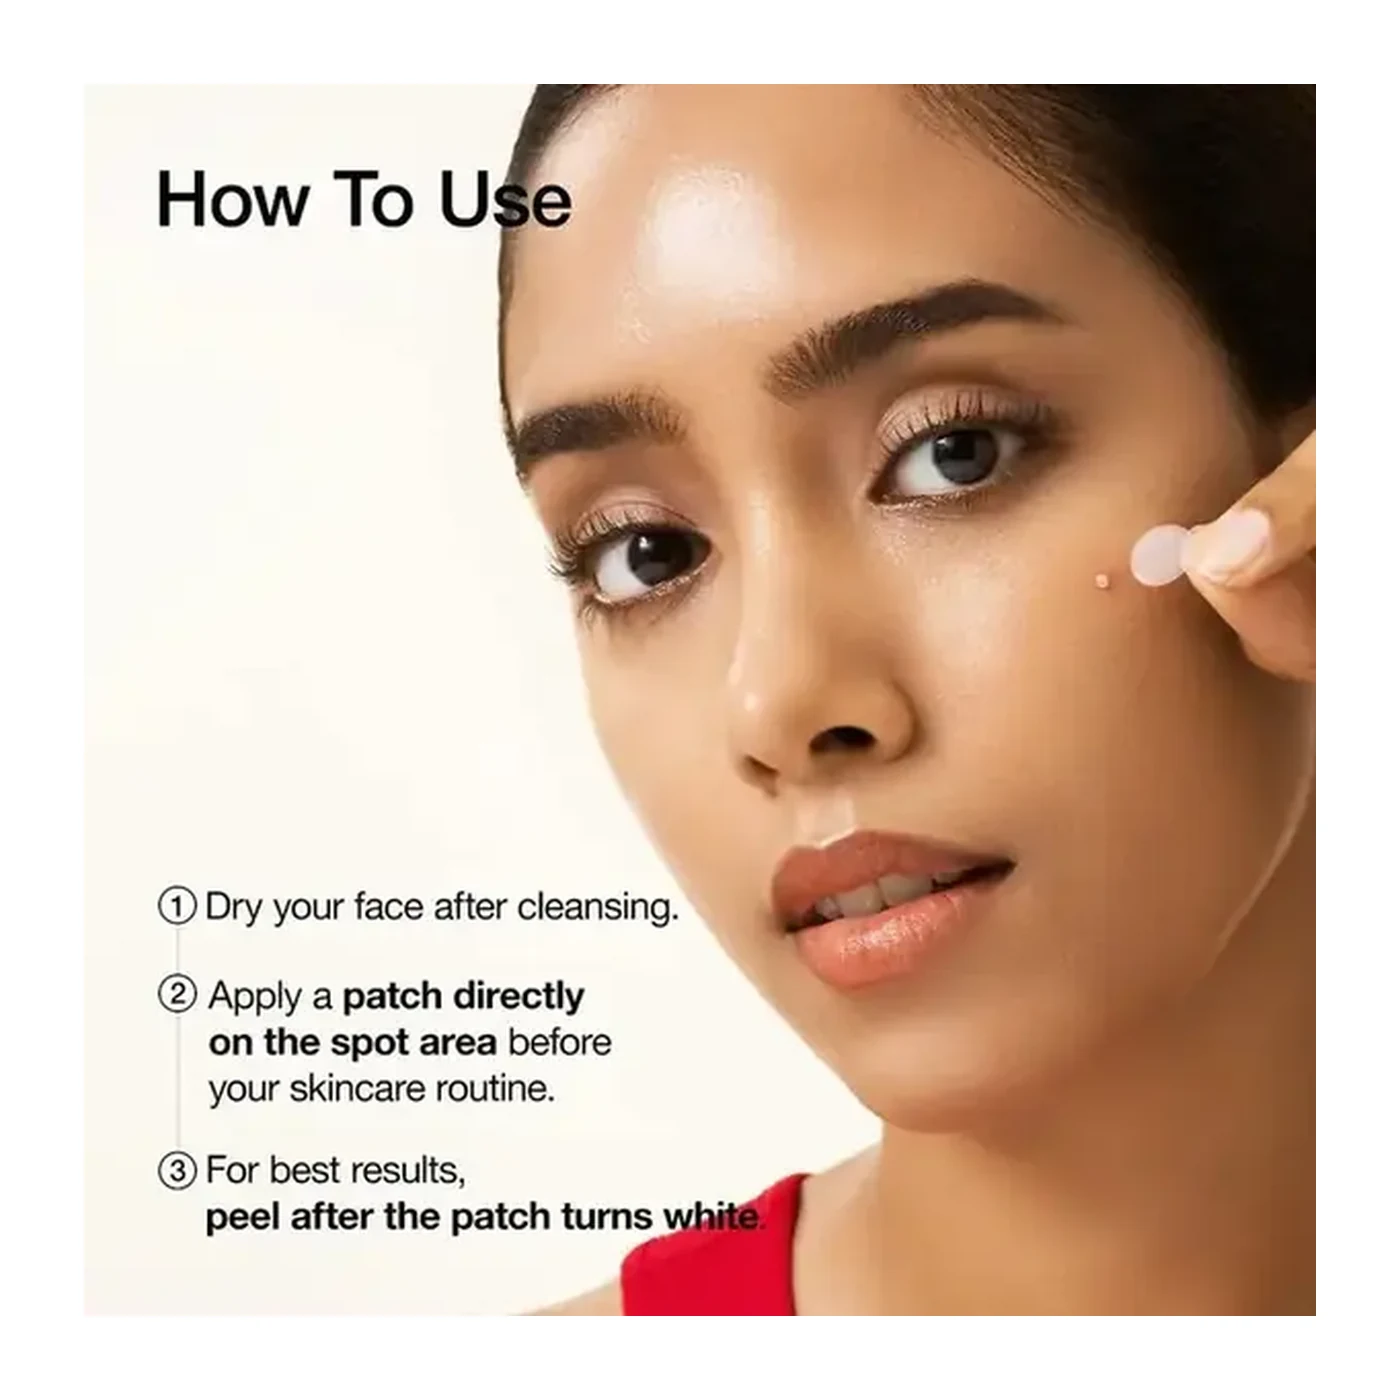 How To Use
① Dry your face after cleansing.
② Apply a patch directly
on the spot area before
your skincare routine.
③ For best results,
peel after the patch turns white.